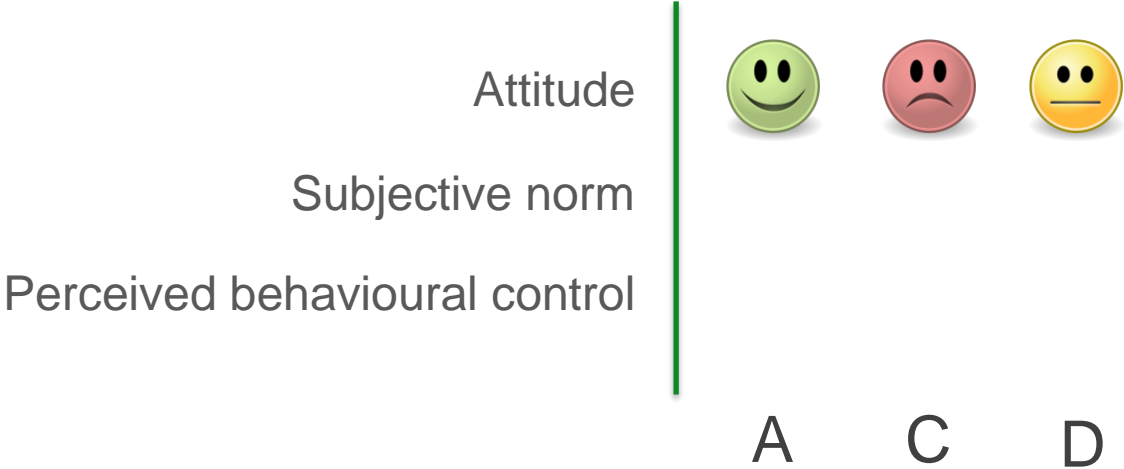 Attitude
Subjective norm
Perceived behavioural control
A C D